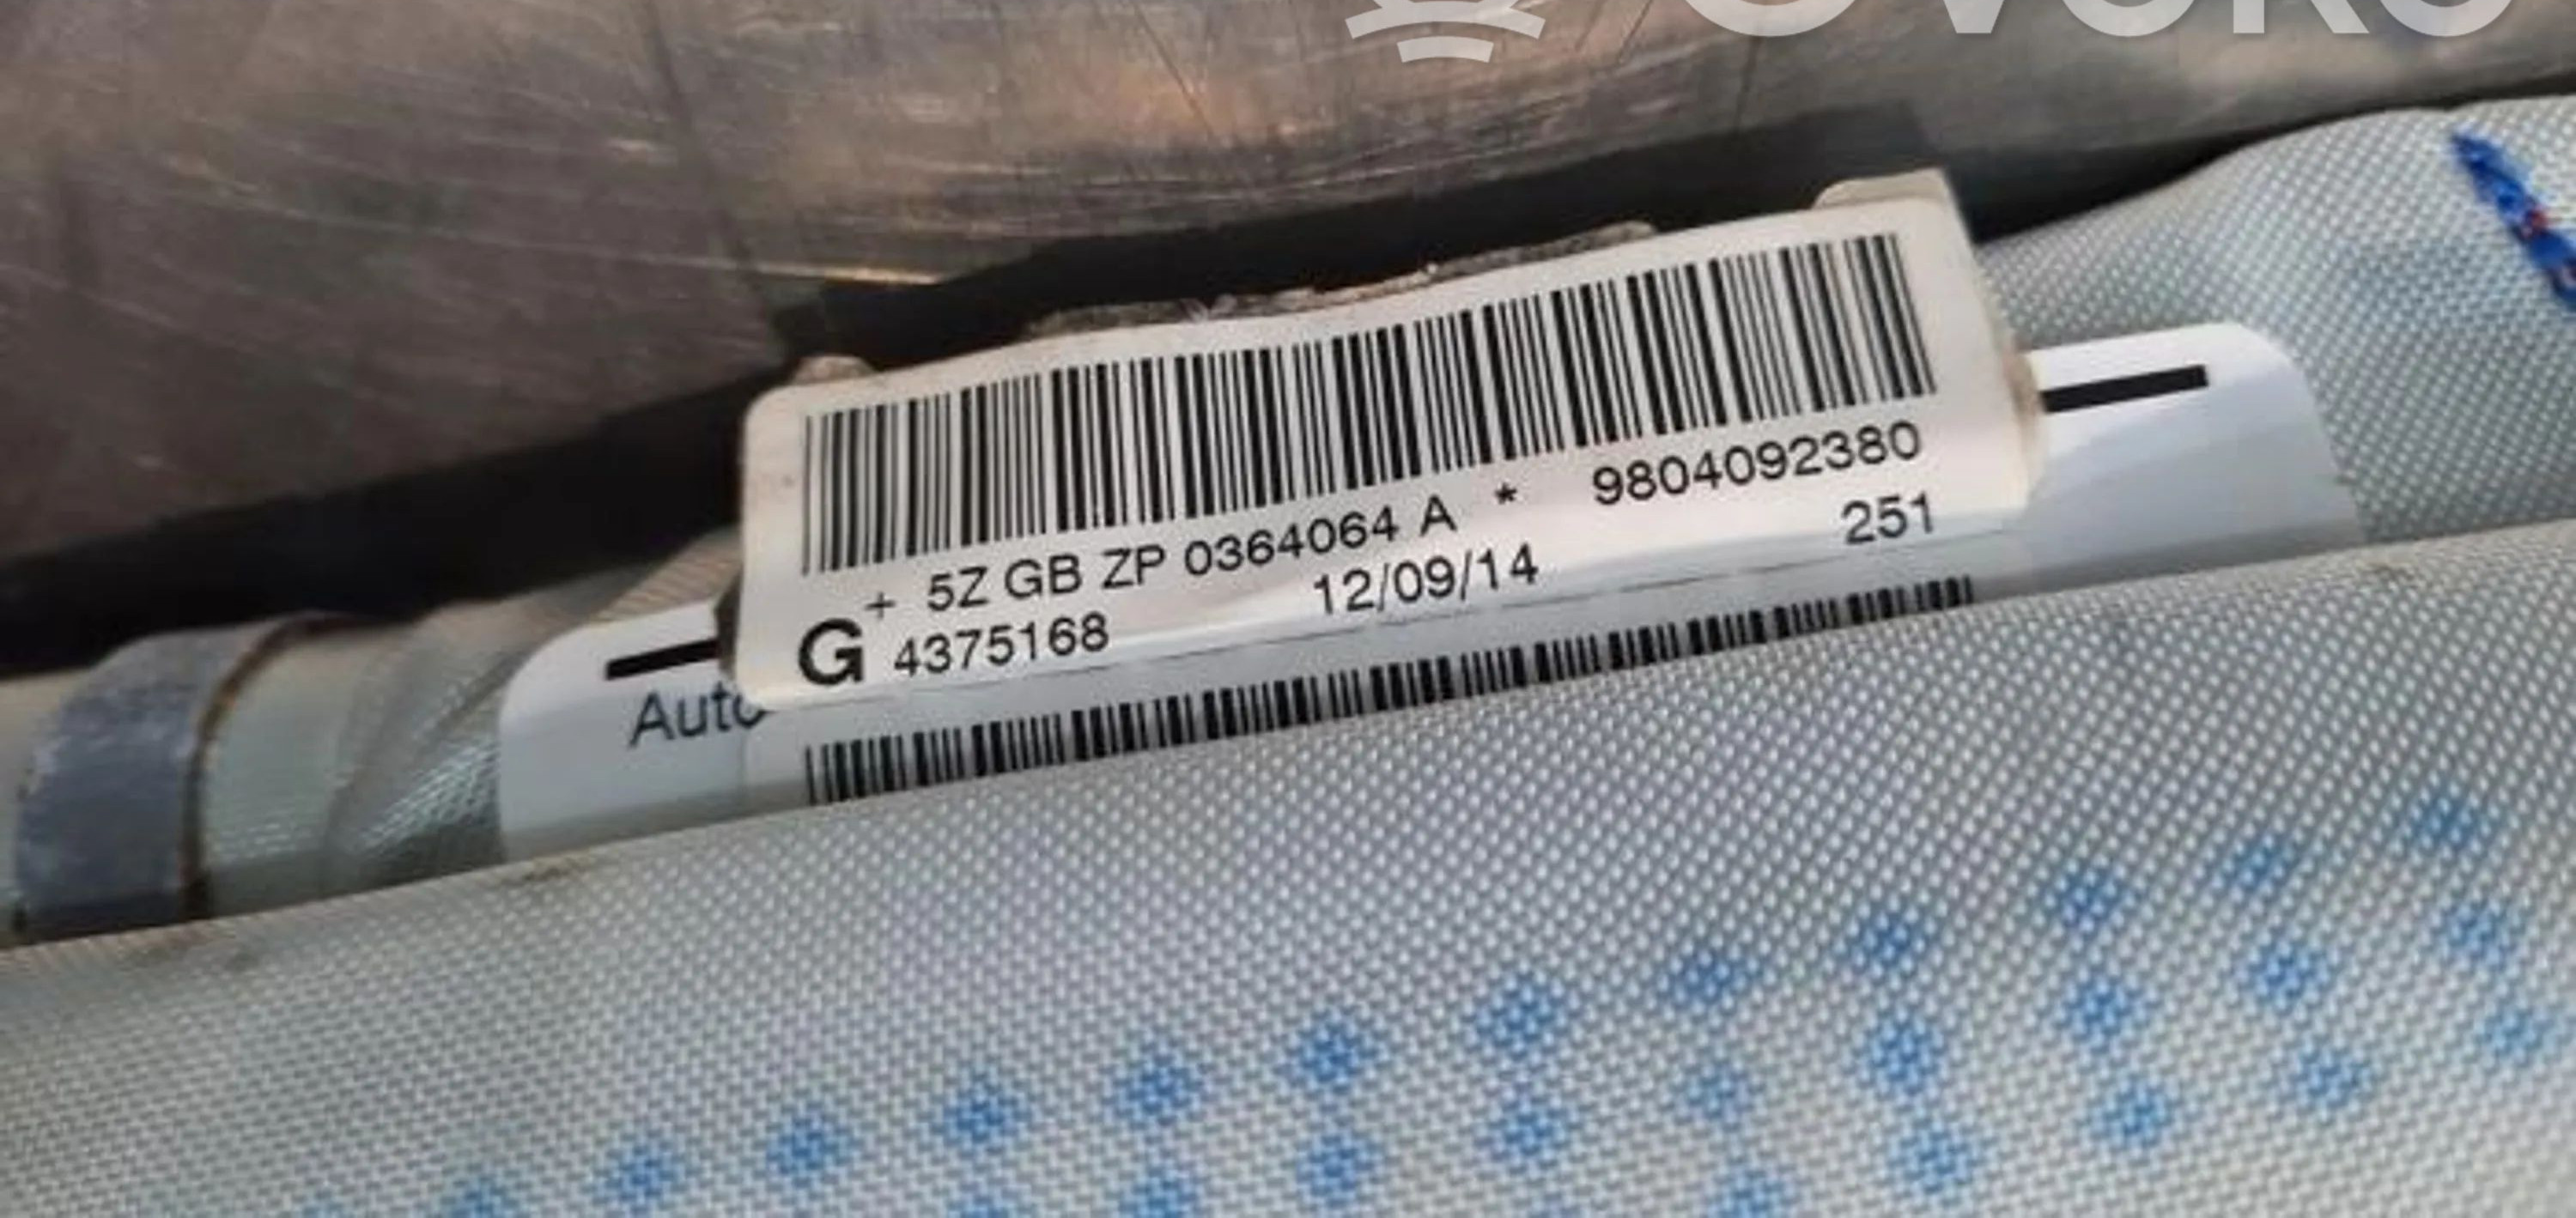 + 5Z GB ZP 0364064 A * 9804092380
G 4375168 12/09/14 251
Auto